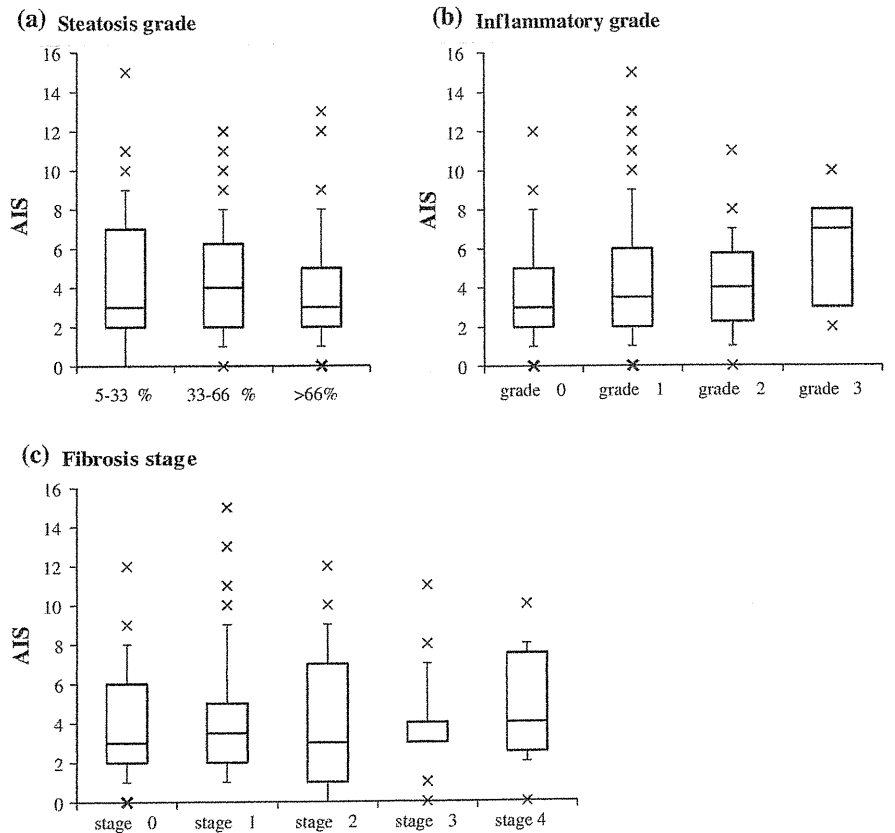 (a) Steatosis grade
16
14
12
10
8
6
4
2
0
AIS
5-33 %
33-66 %
>66%
(b) Inflammatory grade
16
14
12
10
8
6
4
2
0
AIS
grade 0
grade 1
grade 2
grade 3
(c) Fibrosis stage
16
14
12
10
8
6
4
2
0
AIS
stage 0
stage 1
stage 2
stage 3
stage 4